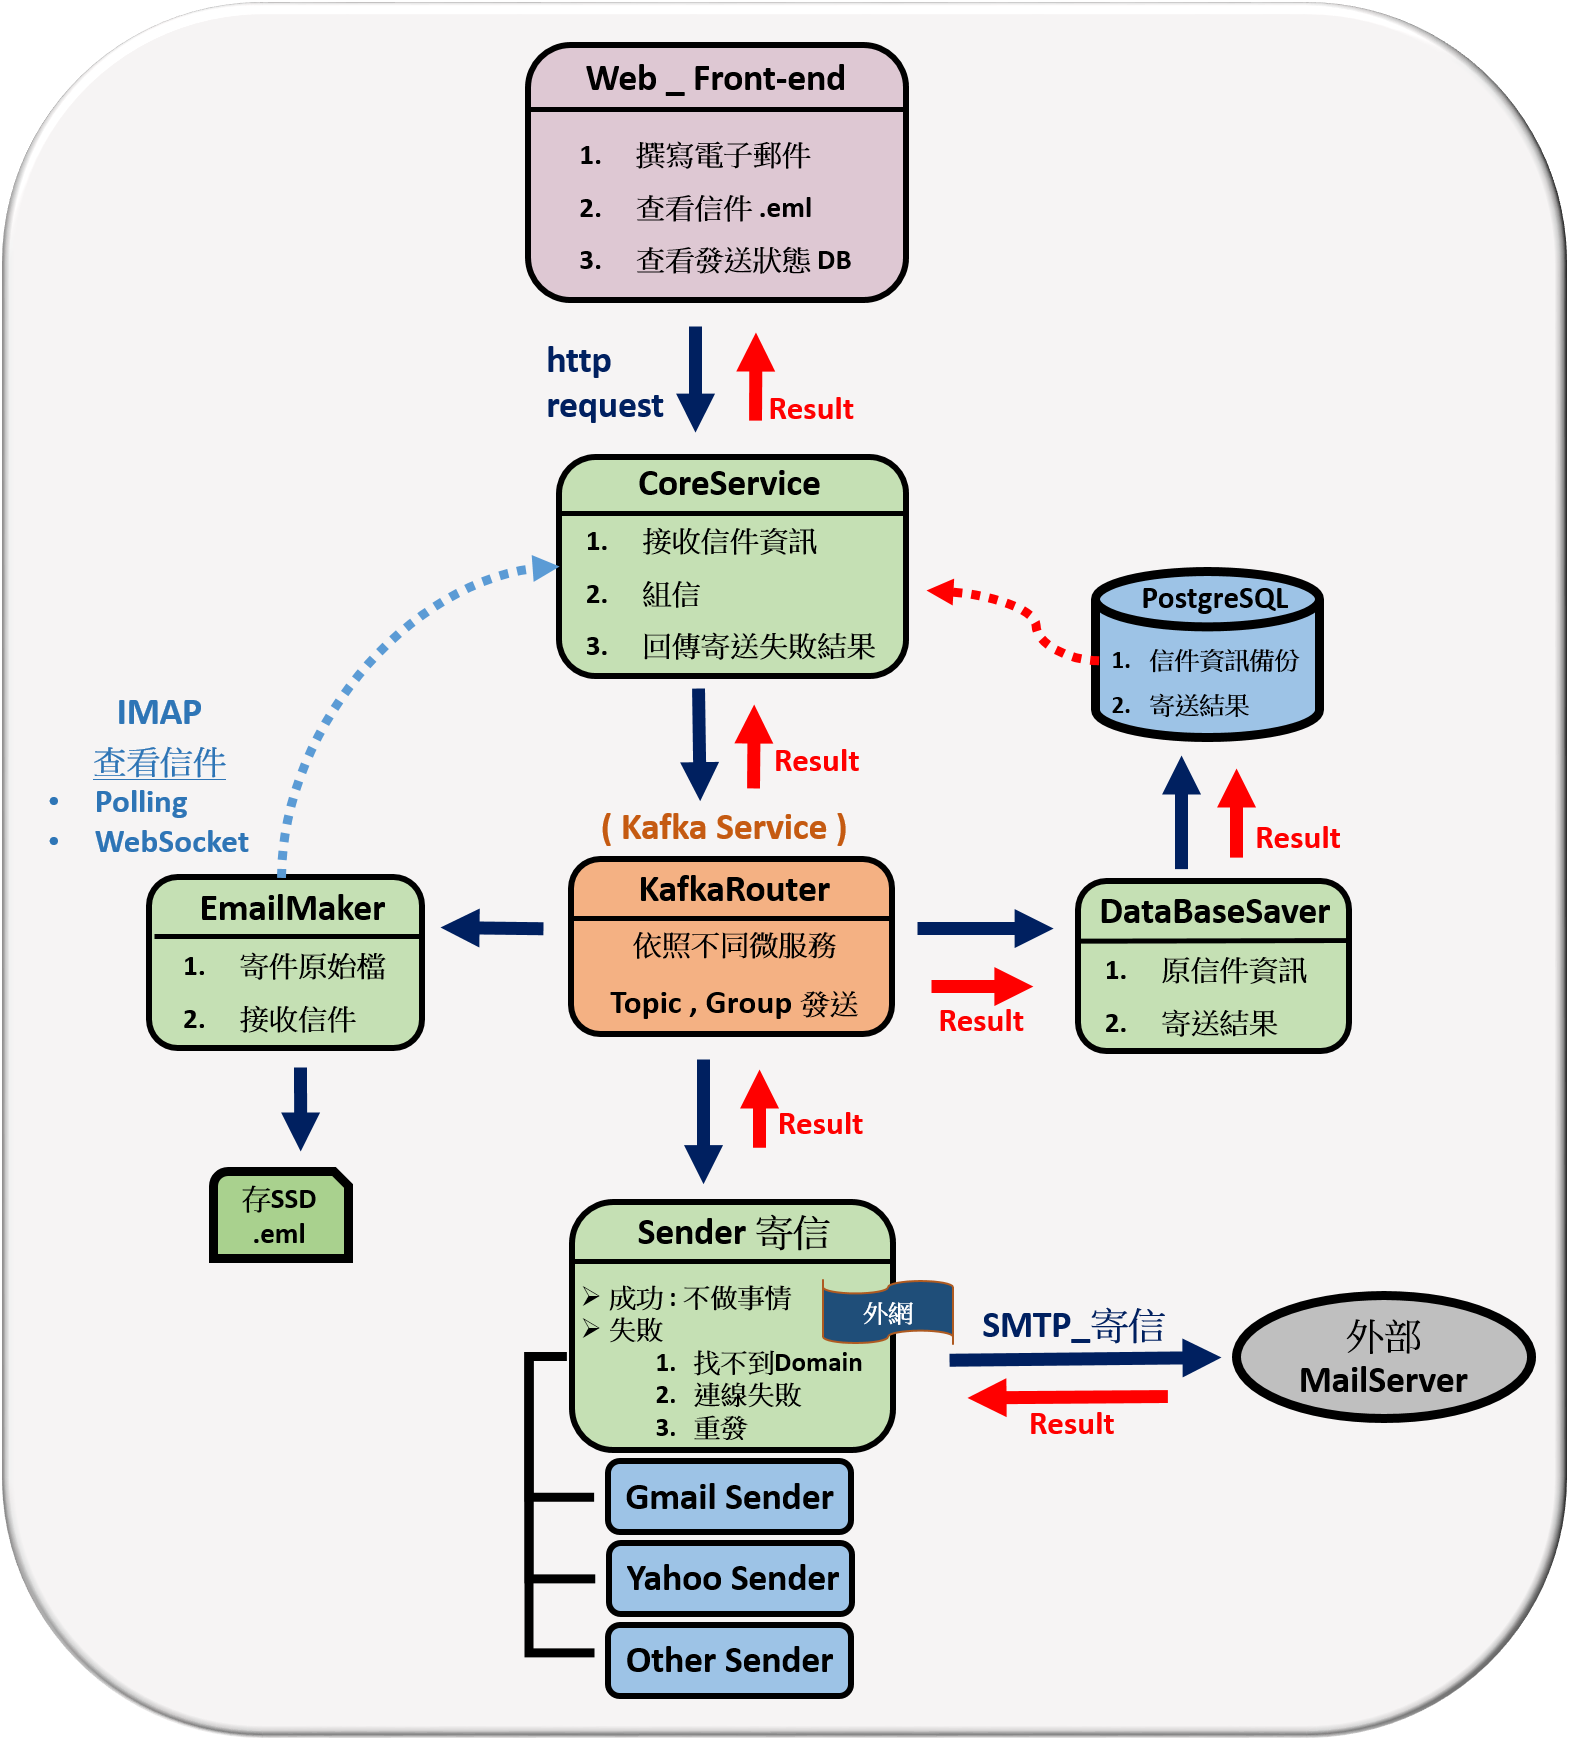 Web _ Front-end
1. 撰寫電子郵件
2. 查看信件 .eml
3. 查看發送狀態 DB
http
request
Result
CoreService
1. 接收信件資訊
2. 組信
3. 回傳寄送失敗結果
PostgreSQL
1. 信件資訊備份
2. 寄送結果
IMAP
查看信件
• Polling
• WebSocket
Result
Result
( Kafka Service )
KafkaRouter
依照不同微服務
Topic , Group 發送
EmailMaker
1. 寄件原始檔
2. 接收信件
DataBaseSaver
1. 原信件資訊
2. 寄送結果
Result
Result
存SSD
.eml
Sender 寄信
➢ 成功 : 不做事情
➢ 失敗
1. 找不到Domain
2. 連線失敗
3. 重發
外網
SMTP_寄信
Result
外部
MailServer
Gmail Sender
Yahoo Sender
Other Sender